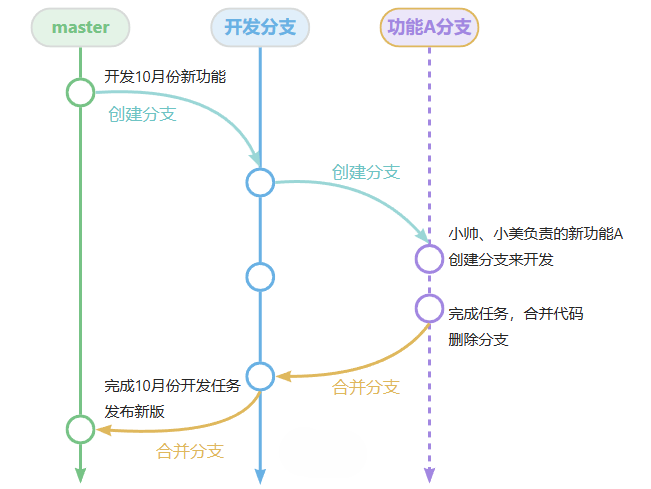 master
开发分支
功能A分支
开发10月份新功能
创建分支
创建分支
小帅、小美负责的新功能A
创建分支来开发
完成任务，合并代码
删除分支
合并分支
完成10月份开发任务
发布新版
合并分支